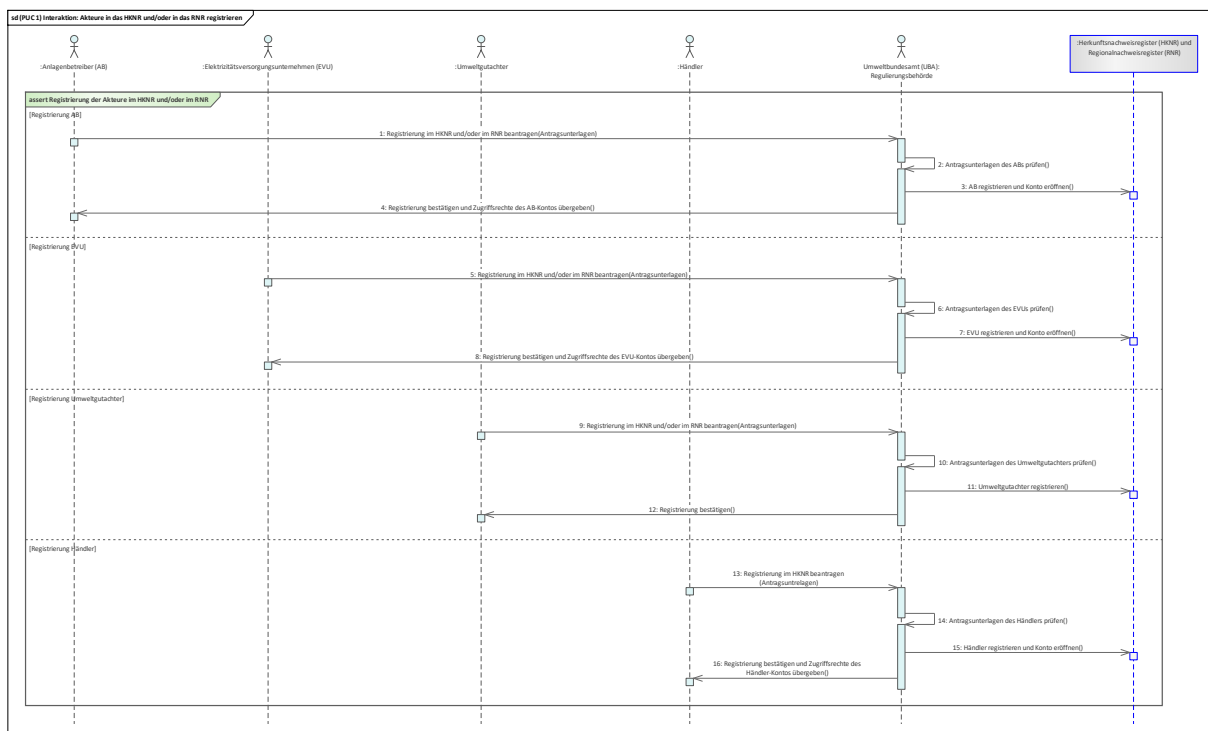 sd (PUC 1) Interaktion: Akteure in das HKNR und/oder in das RNR registrieren
:Anlagenbetreiber (AB)
:Elektrizitätsversorgungsunternehmen (EVU)
:Umweltgutachter
:Händler
Umweltbundesamt (UBA):
Regulierungsbehörde
:Herkunftsnachweisregister (HKNR) und
Regionalnachweisregister (RNR)
assert Registrierung der Akteure im HKNR und/oder im RNR
[Registrierung AB]
1: Registrierung im HKNR und/oder im RNR beantragen(Antragsunterlagen)
2: Antragsunterlagen des ABs prüfen()
3: AB registrieren und Konto eröffnen()
4: Registrierung bestätigen und Zugriffsrechte des AB-Kontos übergeben()
[Registrierung EVU]
5: Registrierung im HKNR und/oder im RNR beantragen(Antragsunterlagen)
6: Antragsunterlagen des EVUs prüfen()
7: EVU registrieren und Konto eröffnen()
8: Registrierung bestätigen und Zugriffsrechte des EVU-Kontos übergeben()
[Registrierung Umweltgutachter]
9: Registrierung im HKNR und/oder im RNR beantragen(Antragsunterlagen)
10: Antragsunterlagen des Umweltgutachters prüfen()
11: Umweltgutachter registrieren()
12: Registrierung bestätigen()
[Registrierung Händler]
13: Registrierung im HKNR beantragen
(Antragsuntrelagen)
14: Antragsunterlagen des Händlers prüfen()
15: Händler registrieren und Konto eröffnen()
16: Registrierung bestätigen und Zugriffsrechte des
Händler-Kontos übergeben()